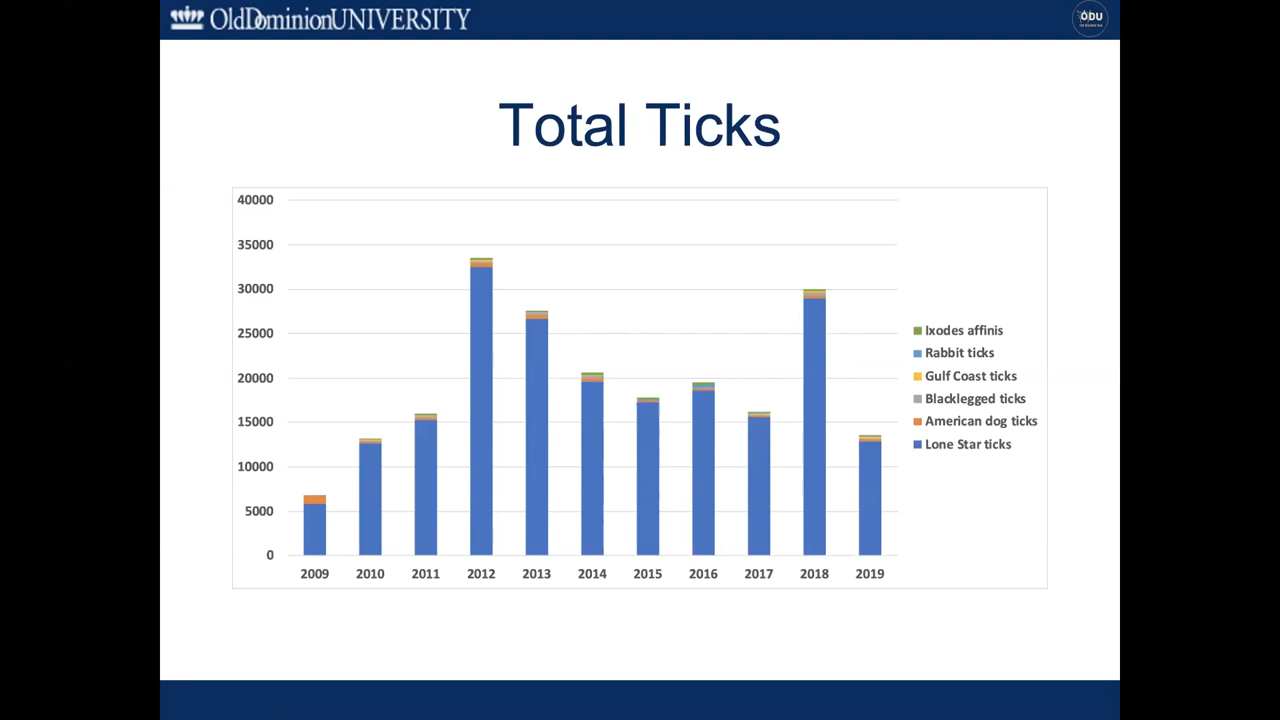 OldDominionUNIVERSITY
ODU
Total Ticks
40000
35000
30000
25000
20000
15000
10000
5000
0
2009 2010 2011 2012 2013 2014 2015 2016 2017 2018 2019
Ixodes affinis
Rabbit ticks
Gulf Coast ticks
Blacklegged ticks
American dog ticks
Lone Star ticks